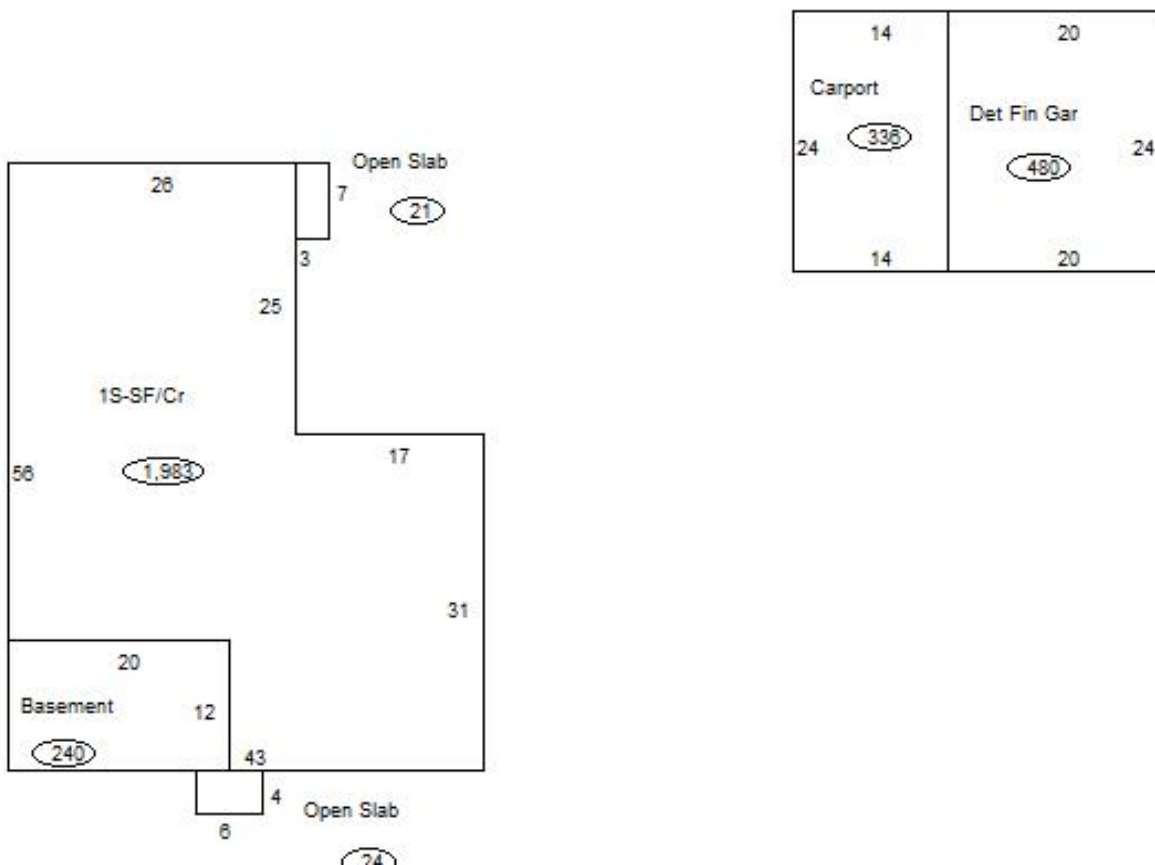 14 20
Carport
Det Fin Gar
24 336 24
480
14 20
Open Slab
26 7
21
3
25
1S-SF/Cr
17
56 1,983
31
20
Basement 12
240 43
4
Open Slab
6
24